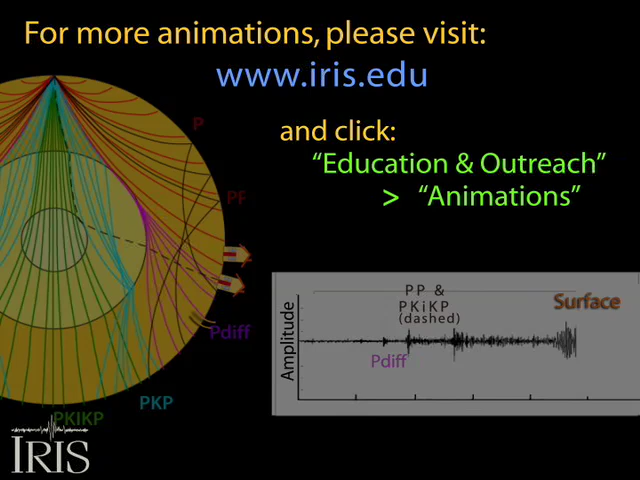 For more animations, please visit:
www.iris.edu
and click:
“Education & Outreach”
> “Animations”
P
PP
Pdiff
PKP
PKIKP
IRIS
Amplitude
PP &
PKiKP
(dashed)
Pdiff
Surface